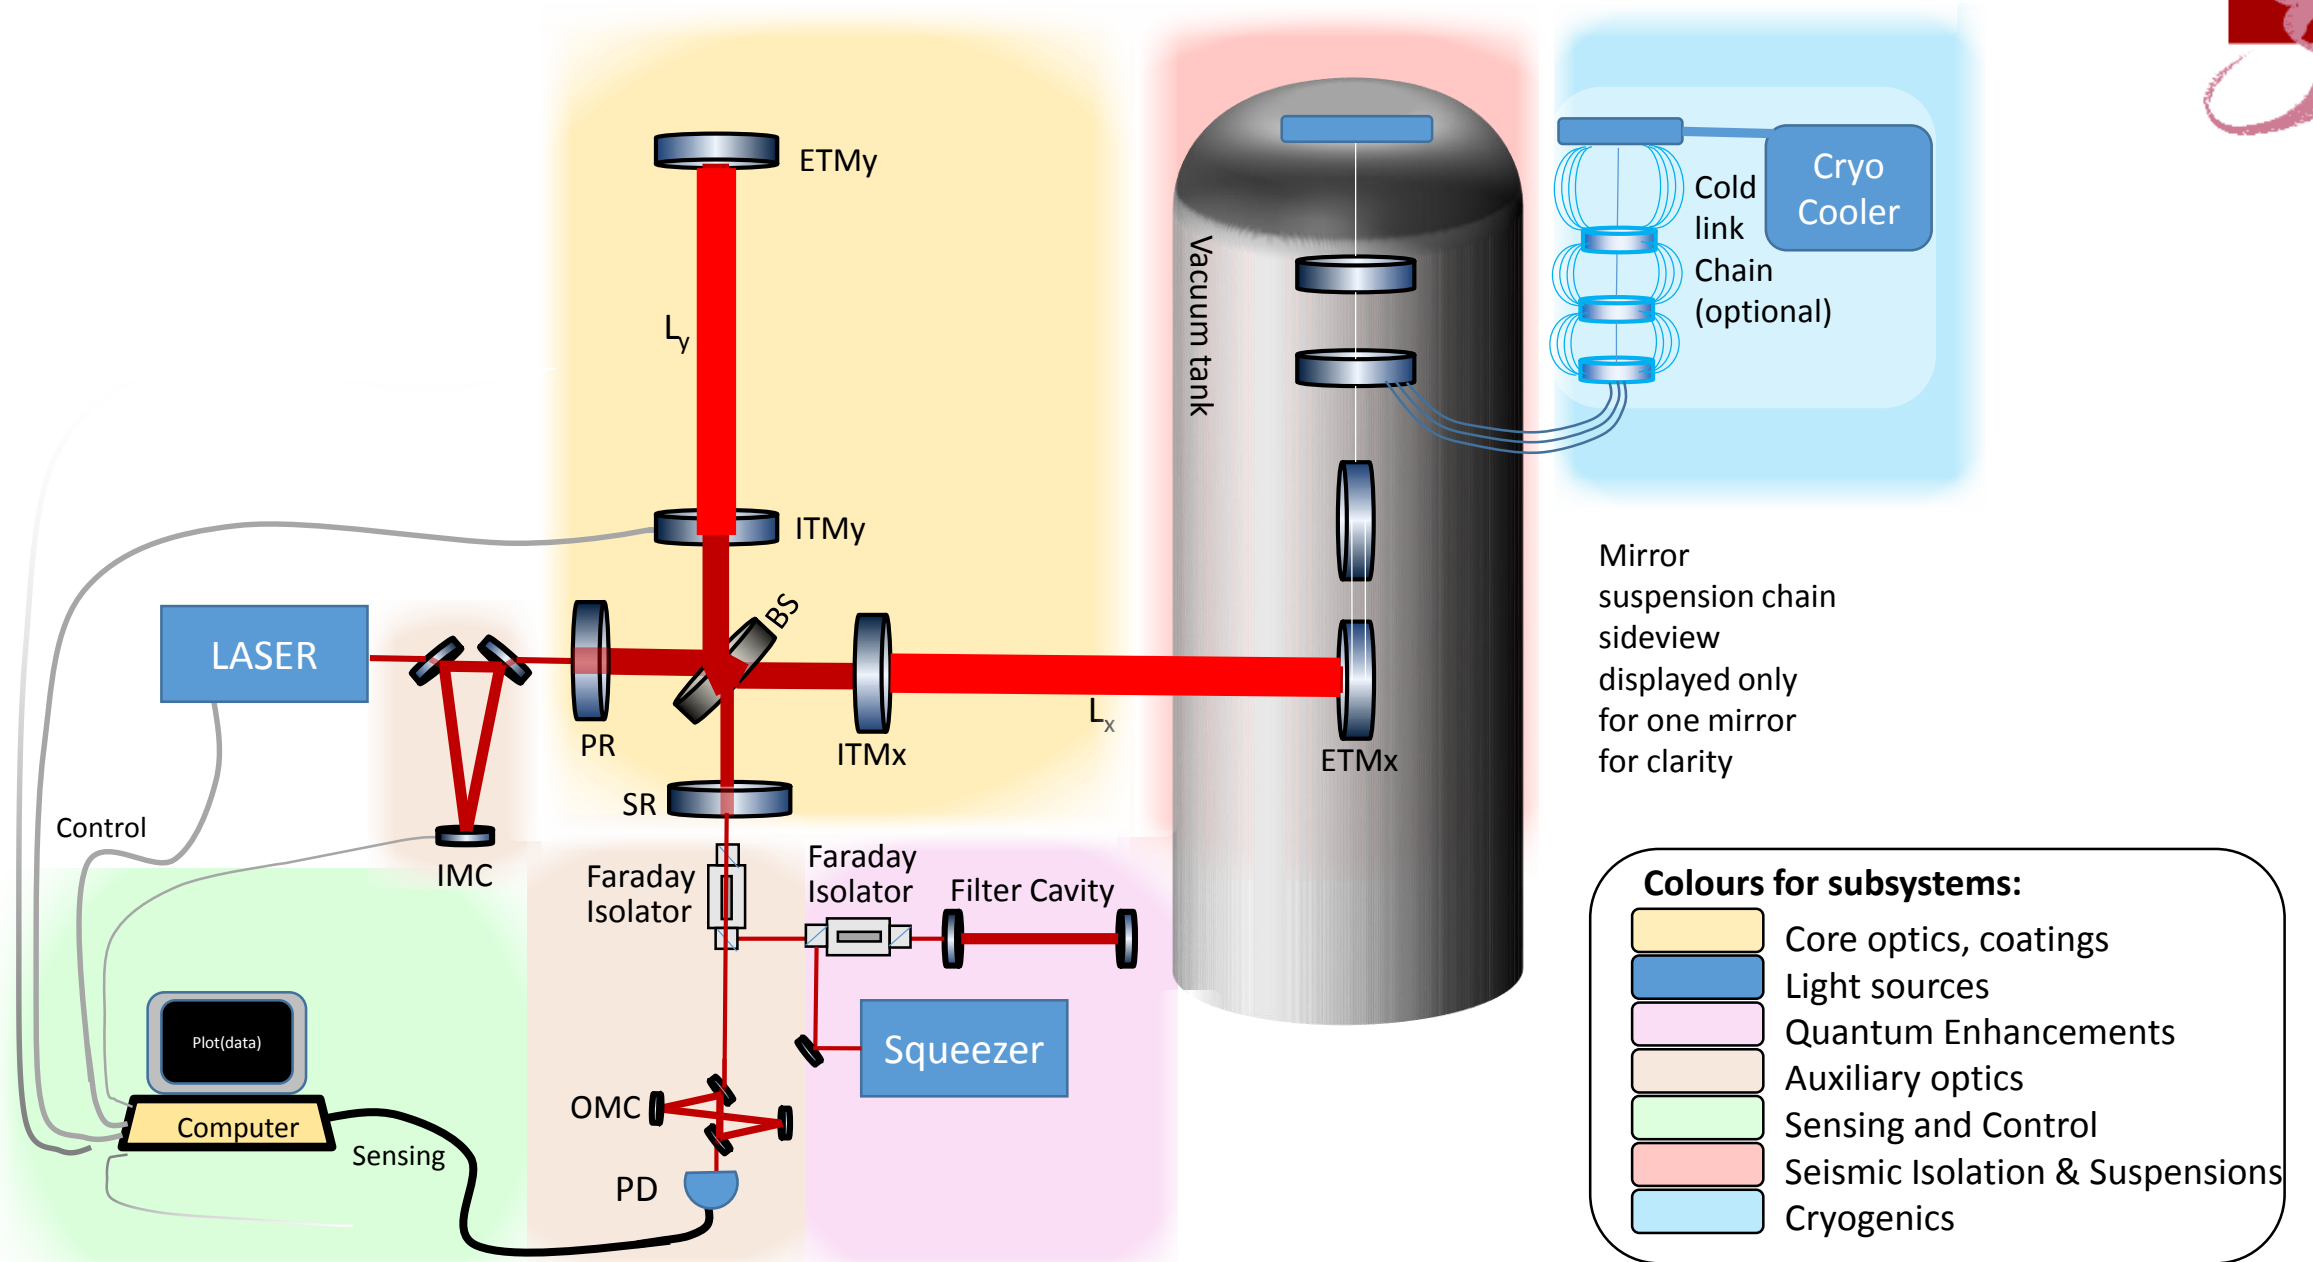 ETMy
Cryo
Cooler
Cold
link
Chain
(optional)
Vacuum tank
Ly
ITMy
BS
LASER
PR
ITMx
Lx
ETMx
Mirror
suspension chain
sideview
displayed only
for one mirror
for clarity
SR
Control
IMC
Faraday
Isolator
Faraday
Isolator
Filter Cavity
Squeezer
Plot(data)
Computer
Sensing
OMC
PD
Colours for subsystems:
Core optics, coatings
Light sources
Quantum Enhancements
Auxiliary optics
Sensing and Control
Seismic Isolation & Suspensions
Cryogenics